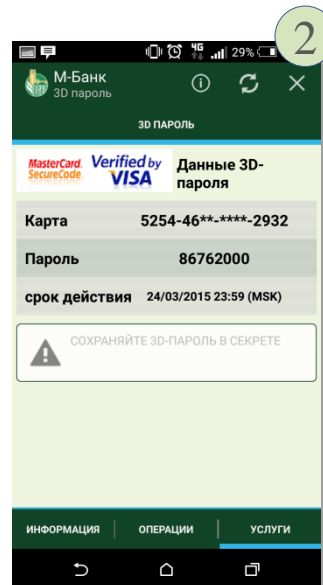 2
4G 29%
М-Банк
3D пароль
3D ПАРОЛЬ
MasterCard. SecureCode. Verified by VISA Данные 3D-
пароля
Карта 5254-46**-****-2932
Пароль 86762000
срок действия 24/03/2015 23:59 (MSK)
СОХРАНЯЙТЕ 3D-ПАРОЛЬ В СЕКРЕТЕ
ИНФОРМАЦИЯ ОПЕРАЦИИ УСЛУГИ